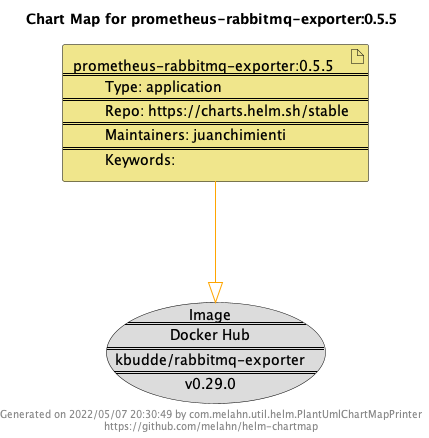 Chart Map for prometheus-rabbitmq-exporter:0.5.5
prometheus-rabbitmq-exporter:0.5.5
Type: application
Repo: https://charts.helm.sh/stable
Maintainers: juanchimienti
Keywords:
Image
Docker Hub
kbudde/rabbitmq-exporter
v0.29.0
Generated on 2022/05/07 20:30:49 by com.melahn.util.helm.PlantUmlChartMapPrinter
https://github.com/melahn/helm-chartmap